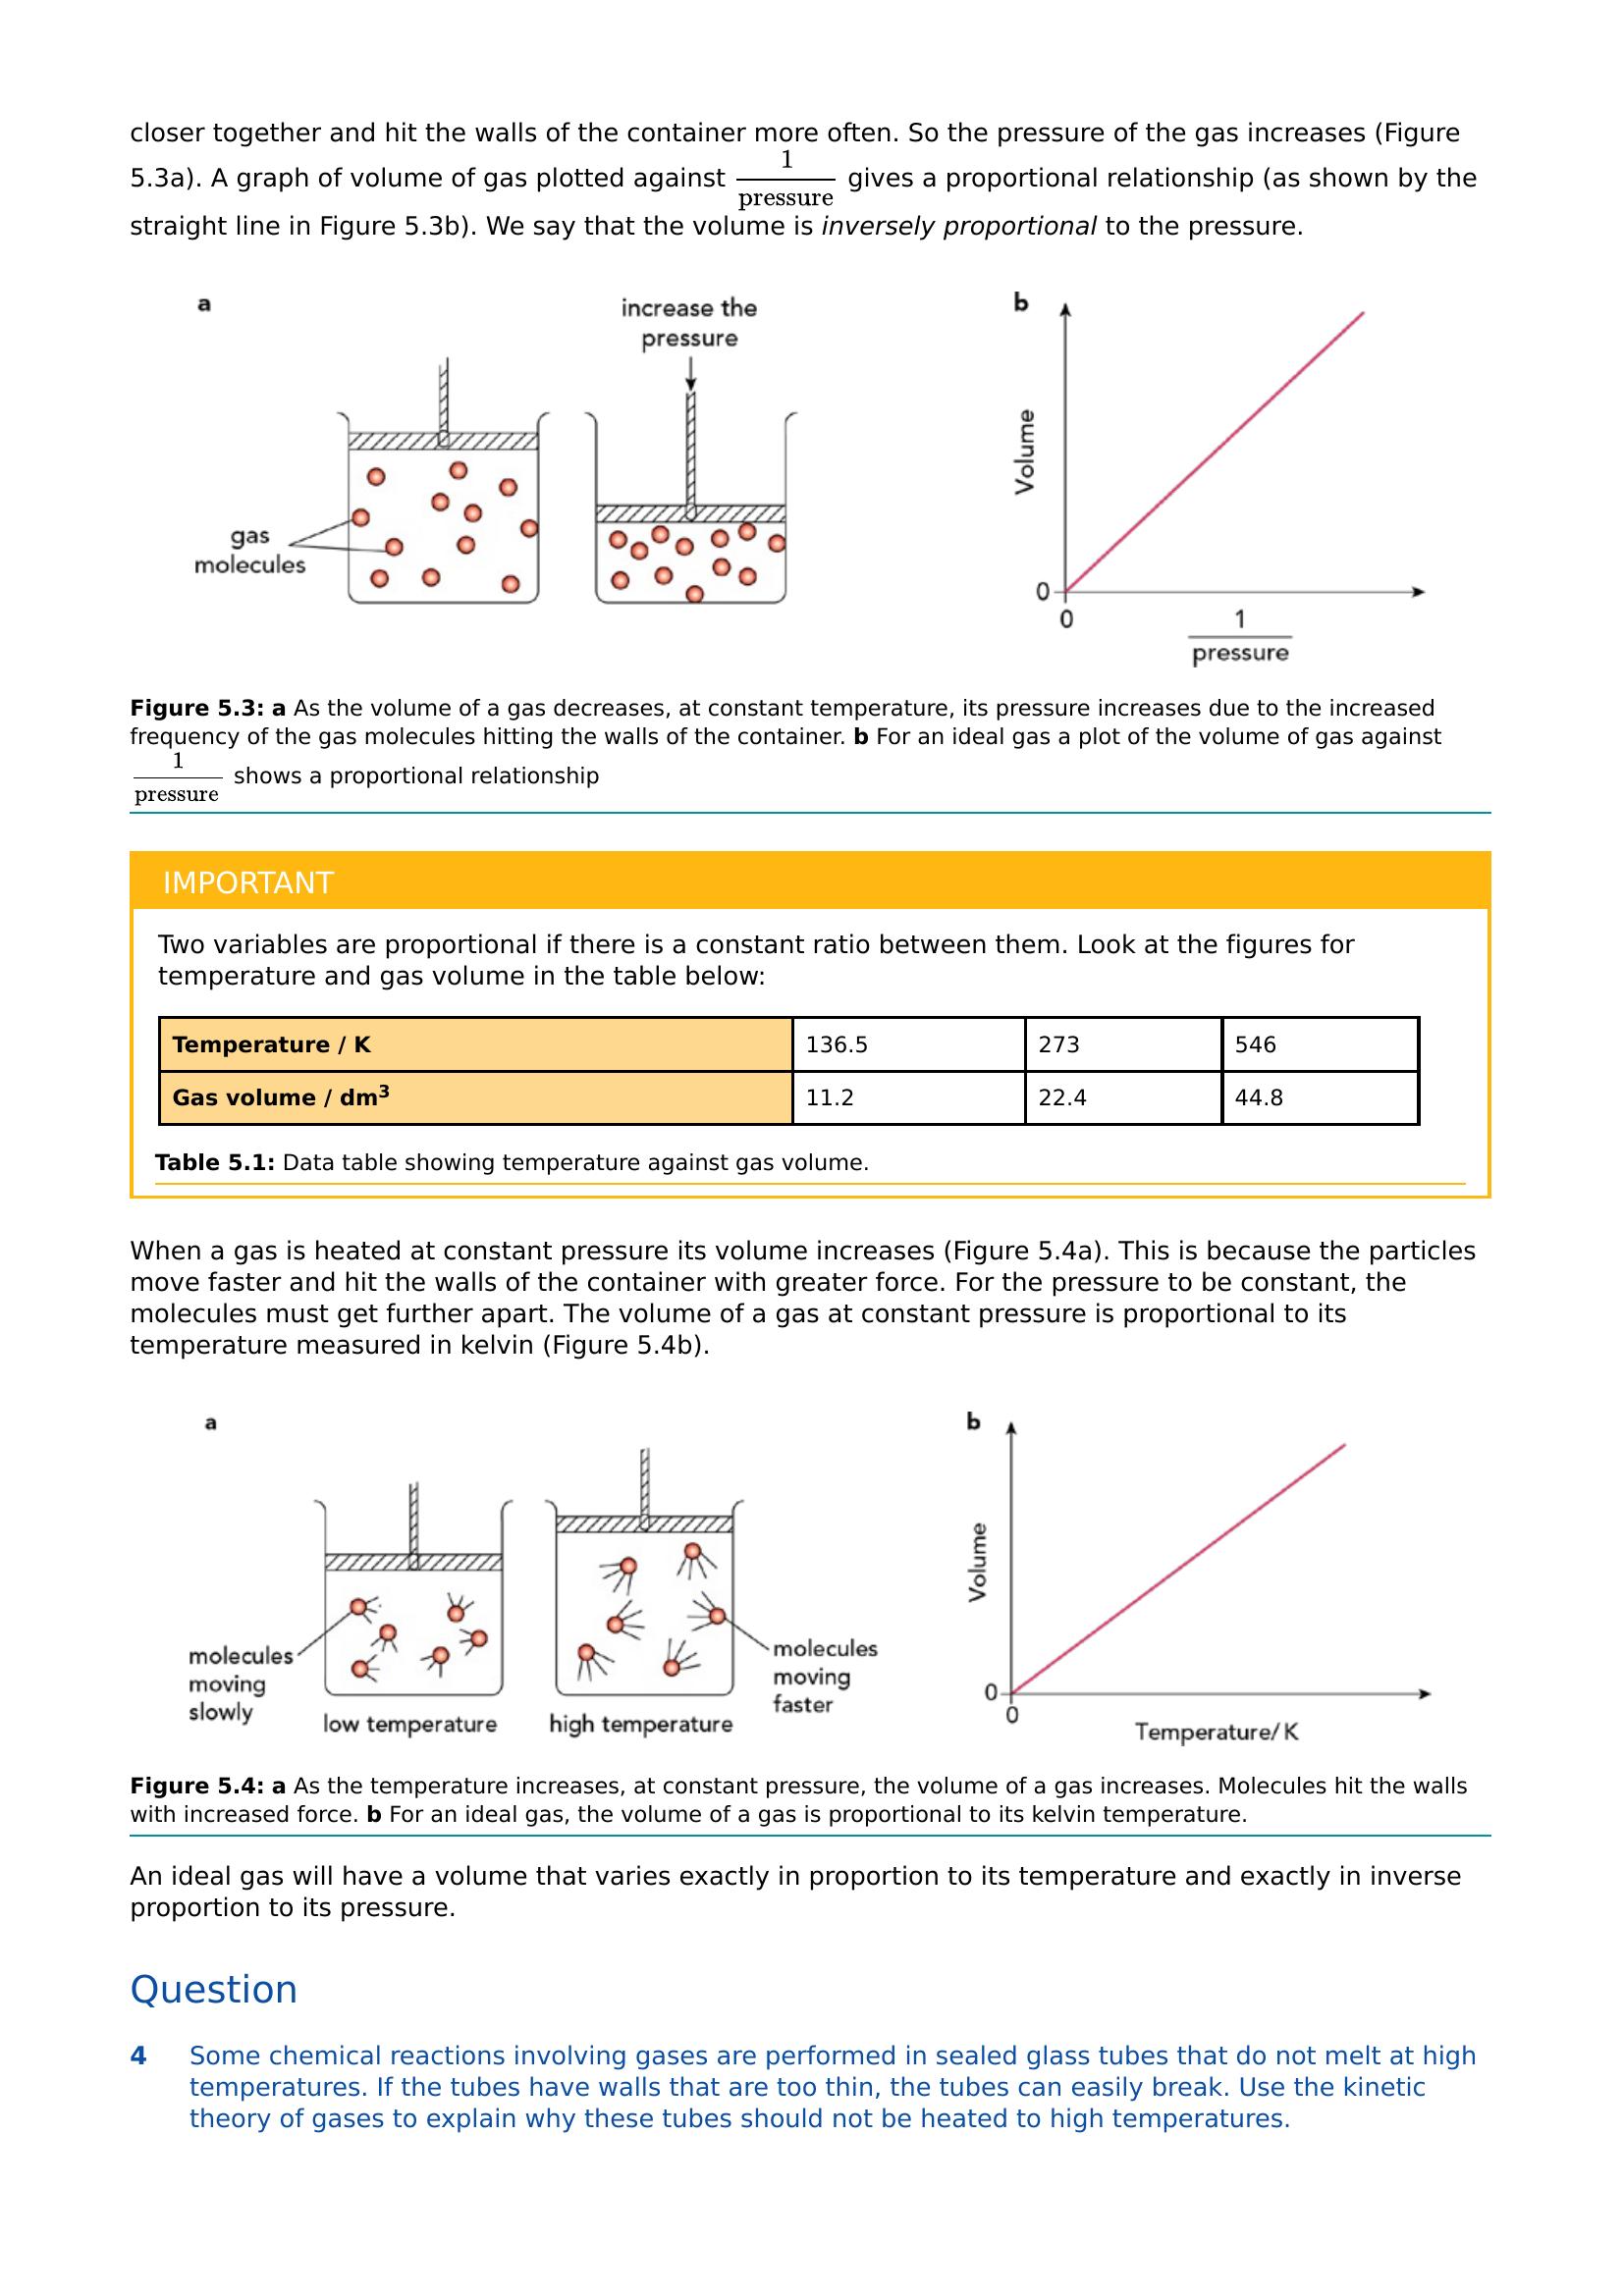 closer together and hit the walls of the container more often. So the pressure of the gas increases (Figure
5.3a). A graph of volume of gas plotted against 1/pressure gives a proportional relationship (as shown by the
straight line in Figure 5.3b). We say that the volume is inversely proportional to the pressure.
a
increase the
pressure
gas
molecules
b
Volume
0
0
1
pressure
Figure 5.3: a As the volume of a gas decreases, at constant temperature, its pressure increases due to the increased
frequency of the gas molecules hitting the walls of the container. b For an ideal gas a plot of the volume of gas against
1/pressure shows a proportional relationship
IMPORTANT
Two variables are proportional if there is a constant ratio between them. Look at the figures for
temperature and gas volume in the table below:
Temperature / K 136.5 273 546
Gas volume / dm³ 11.2 22.4 44.8
Table 5.1: Data table showing temperature against gas volume.
When a gas is heated at constant pressure its volume increases (Figure 5.4a). This is because the particles
move faster and hit the walls of the container with greater force. For the pressure to be constant, the
molecules must get further apart. The volume of a gas at constant pressure is proportional to its
temperature measured in kelvin (Figure 5.4b).
a
molecules
moving
slowly
low temperature
high temperature
molecules
moving
faster
b
Volume
0
0
Temperature/K
Figure 5.4: a As the temperature increases, at constant pressure, the volume of a gas increases. Molecules hit the walls
with increased force. b For an ideal gas, the volume of a gas is proportional to its kelvin temperature.
An ideal gas will have a volume that varies exactly in proportion to its temperature and exactly in inverse
proportion to its pressure.
Question
4 Some chemical reactions involving gases are performed in sealed glass tubes that do not melt at high
temperatures. If the tubes have walls that are too thin, the tubes can easily break. Use the kinetic
theory of gases to explain why these tubes should not be heated to high temperatures.